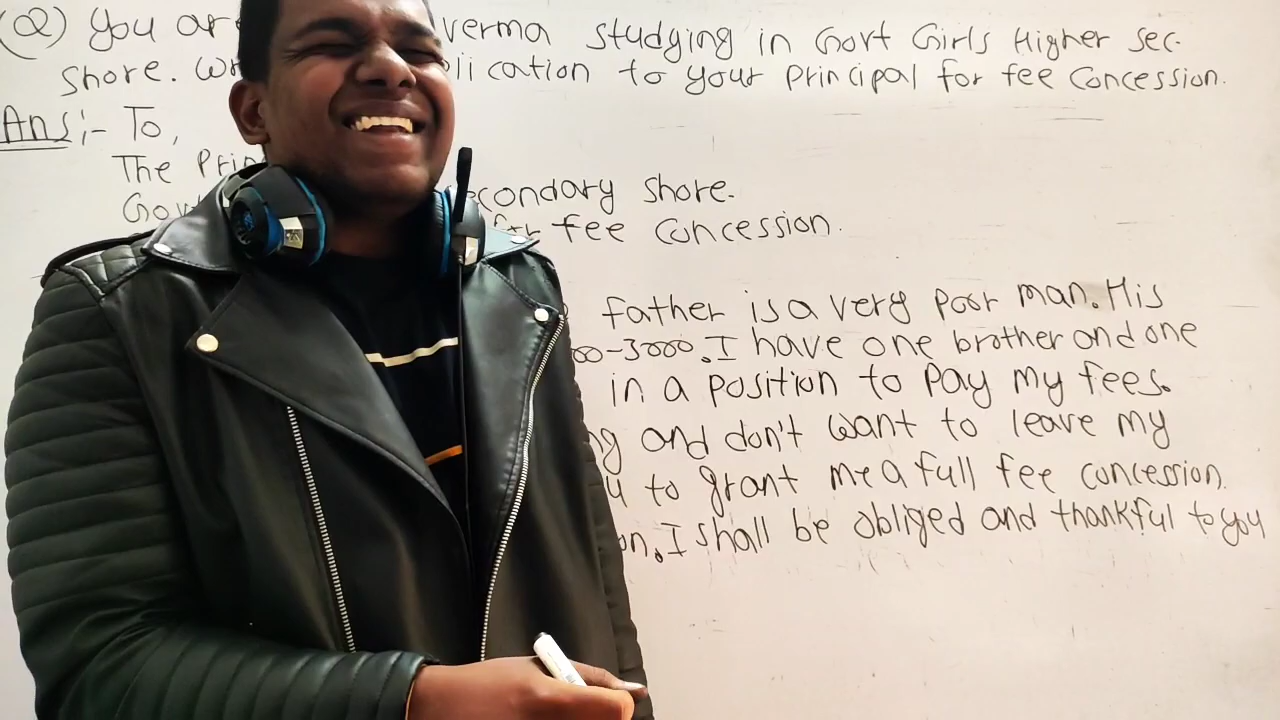 (Q) You ar verma studying in Govt Girls Higher sec.
shore. Wr lication to your principal for fee concession.
Ans:- To,
The Prin
Gov econdary shore.
for fee concession.
father is a very poor man. His
00-3000. I have one brother and one
in a position to pay my fees.
ng and don't want to leave my
u to grant me a full fee concession.
on. I shall be obliged and thankful to you